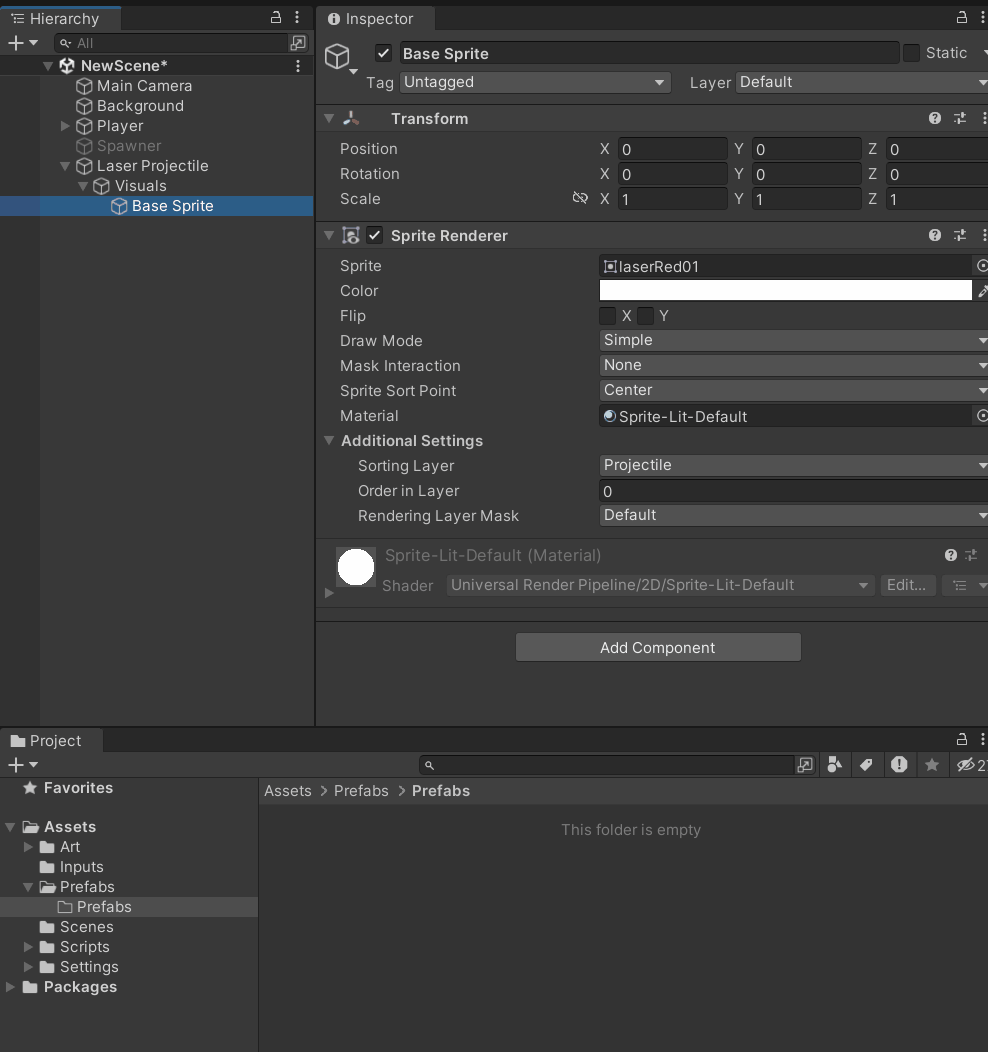 Hierarchy
All
NewScene*
Main Camera
Background
Player
Spawner
Laser Projectile
Visuals
Base Sprite
Inspector
Base Sprite
Static
Tag Untagged Layer Default
Transform
Position X 0 Y 0 Z 0
Rotation X 0 Y 0 Z 0
Scale X 1 Y 1 Z 1
Sprite Renderer
Sprite laserRed01
Color
Flip X Y
Draw Mode Simple
Mask Interaction None
Sprite Sort Point Center
Material Sprite-Lit-Default
Additional Settings
Sorting Layer Projectile
Order in Layer 0
Rendering Layer Mask Default
Sprite-Lit-Default (Material)
Shader Universal Render Pipeline/2D/Sprite-Lit-Default Edit...
Add Component
Project
Favorites
Assets
Art
Inputs
Prefabs
Prefabs
Scenes
Scripts
Settings
Packages
Assets > Prefabs > Prefabs
This folder is empty